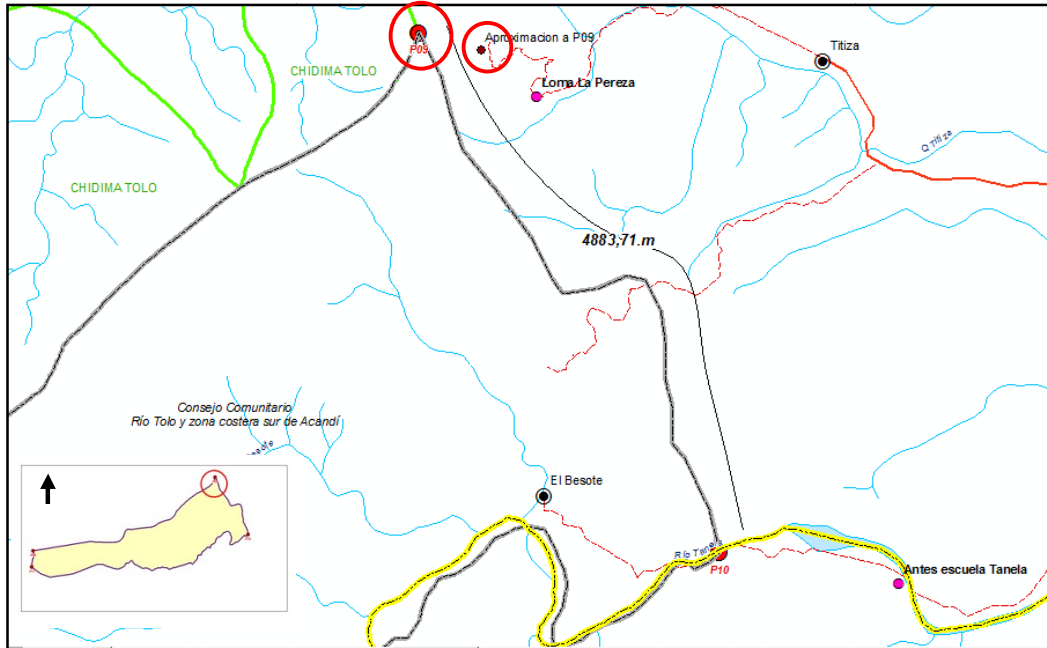 Aproximacion a P09
P09
Titiza
CHIDIMA TOLO
Loma La Pereza
Q Titiza
CHIDIMA TOLO
4883,71.m
Consejo Comunitario
Río Tolo y zona costera sur de Acandí
El Besote
Río Tanela
P10
Antes escuela Tanela